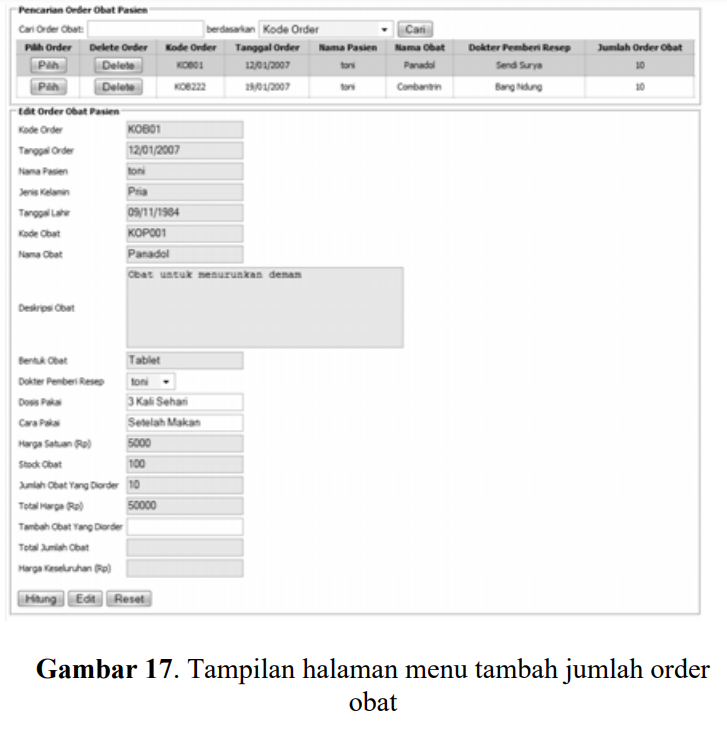 Pencarian Order Obat Pasien
Cari Order Obat: berdasarkan Kode Order Cari
Pilih Order Delete Order Kode Order Tanggal Order Nama Pasien Nama Obat Dokter Pemberi Resep Jumlah Order Obat
Pilih Delete KOB01 12/01/2007 toni Panadol Sendi Surya 10
Pilih Delete KOB222 19/01/2007 toni Combantrin Bang Ndung 10
Edit Order Obat Pasien
Kode Order KOB01
Tanggal Order 12/01/2007
Nama Pasien toni
Jenis Kelamin Pria
Tanggal Lahir 09/11/1984
Kode Obat KOP001
Nama Obat Panadol
Obat untuk menurunkan demam
Deskripsi Obat
Bentuk Obat Tablet
Dokter Pemberi Resep toni
Dosis Pakai 3 Kali Sehari
Cara Pakai Setelah Makan
Harga Satuan (Rp) 5000
Stock Obat 100
Jumlah Obat Yang Diorder 10
Total Harga (Rp) 50000
Tambah Obat Yang Diorder
Total Jumlah Obat
Harga Keseluruhan (Rp)
Hitung Edit Reset
Gambar 17. Tampilan halaman menu tambah jumlah order
obat